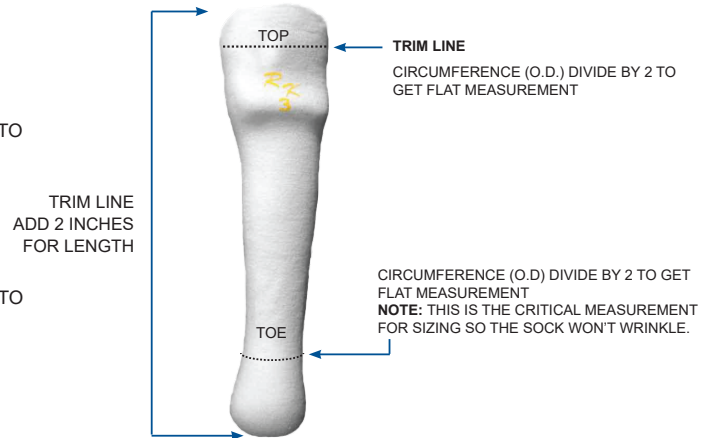 TOP
TRIM LINE
CIRCUMFERENCE (O.D.) DIVIDE BY 2 TO
GET FLAT MEASUREMENT
RK
3
TO
TRIM LINE
ADD 2 INCHES
FOR LENGTH
TO
CIRCUMFERENCE (O.D) DIVIDE BY 2 TO GET
FLAT MEASUREMENT
NOTE: THIS IS THE CRITICAL MEASUREMENT
FOR SIZING SO THE SOCK WON'T WRINKLE.
TOE